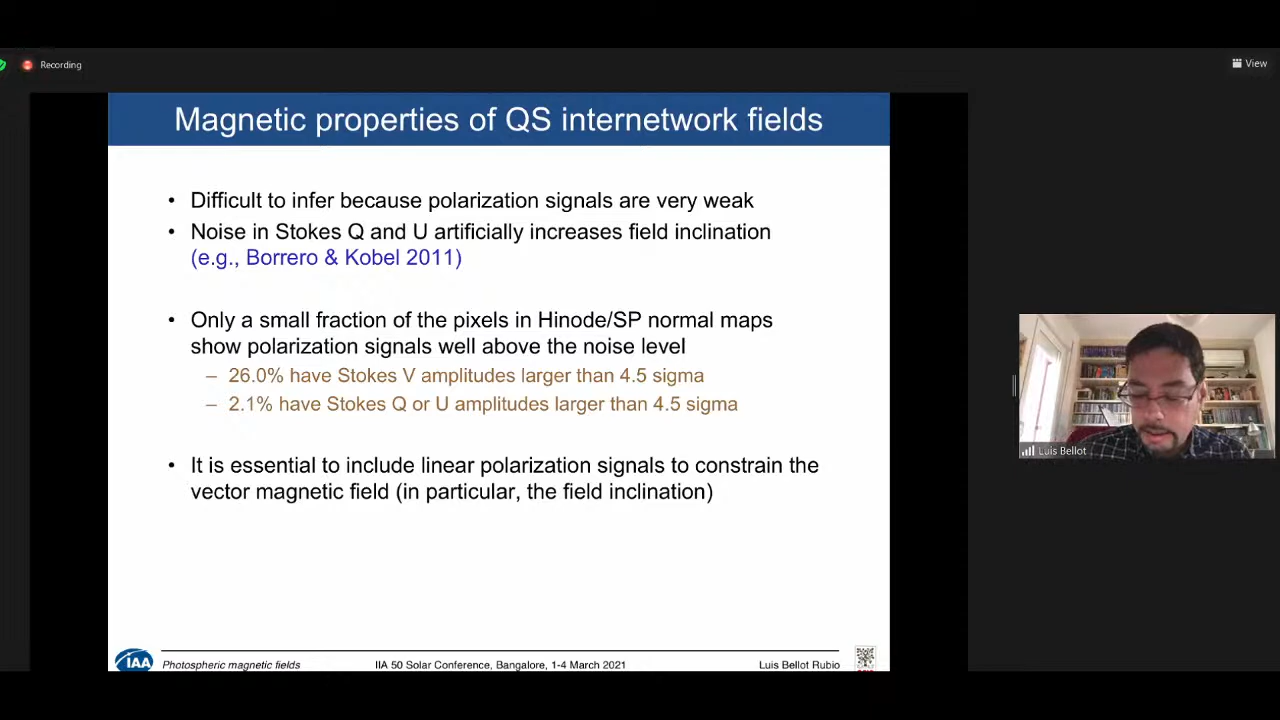 Recording
View
Magnetic properties of QS internetwork fields
• Difficult to infer because polarization signals are very weak
• Noise in Stokes Q and U artificially increases field inclination
(e.g., Borrero & Kobel 2011)
• Only a small fraction of the pixels in Hinode/SP normal maps
show polarization signals well above the noise level
– 26.0% have Stokes V amplitudes larger than 4.5 sigma
– 2.1% have Stokes Q or U amplitudes larger than 4.5 sigma
• It is essential to include linear polarization signals to constrain the
vector magnetic field (in particular, the field inclination)
Luis Bellot
IAA
Photospheric magnetic fields IIA 50 Solar Conference, Bangalore, 1-4 March 2021 Luis Bellot Rubio